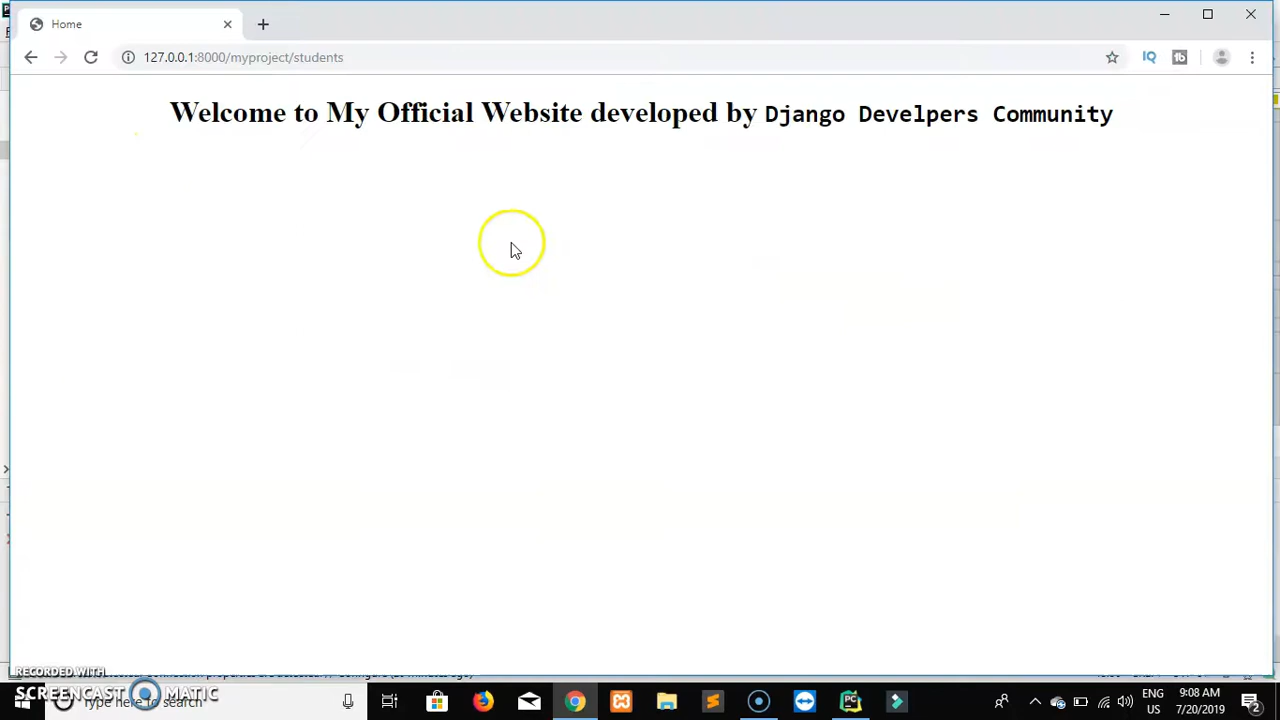 Home
127.0.0.1:8000/myproject/students
Welcome to My Official Website developed by Django Develpers Community
RECORDED WITH
SCREENCAST MATIC
Type here to search
ENG
US
9:08 AM
7/20/2019
2